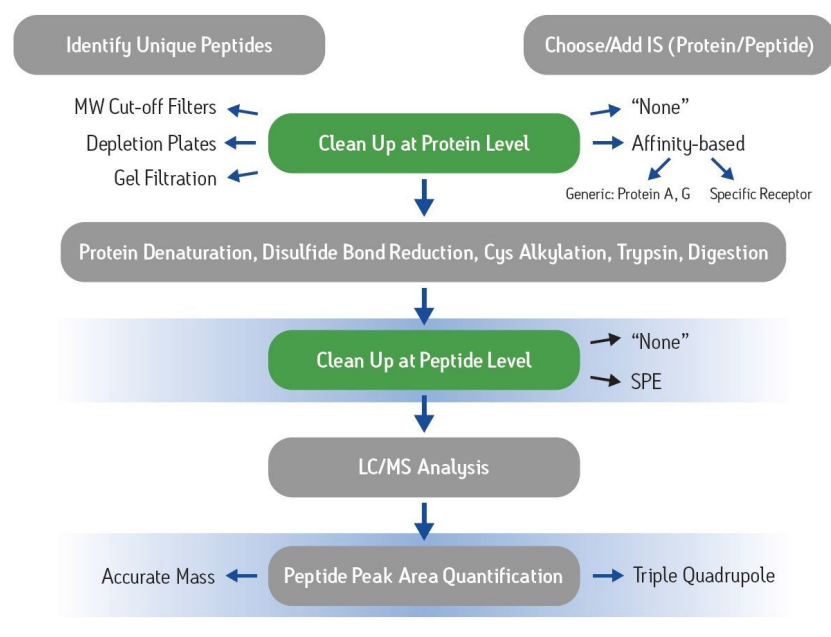 Identify Unique Peptides
Choose/Add IS (Protein/Peptide)
MW Cut-off Filters
Depletion Plates
Gel Filtration
Clean Up at Protein Level
“None”
Affinity-based
Generic: Protein A, G
Specific Receptor
Protein Denaturation, Disulfide Bond Reduction, Cys Alkylation, Trypsin, Digestion
Clean Up at Peptide Level
“None”
SPE
LC/MS Analysis
Accurate Mass
Peptide Peak Area Quantification
Triple Quadrupole